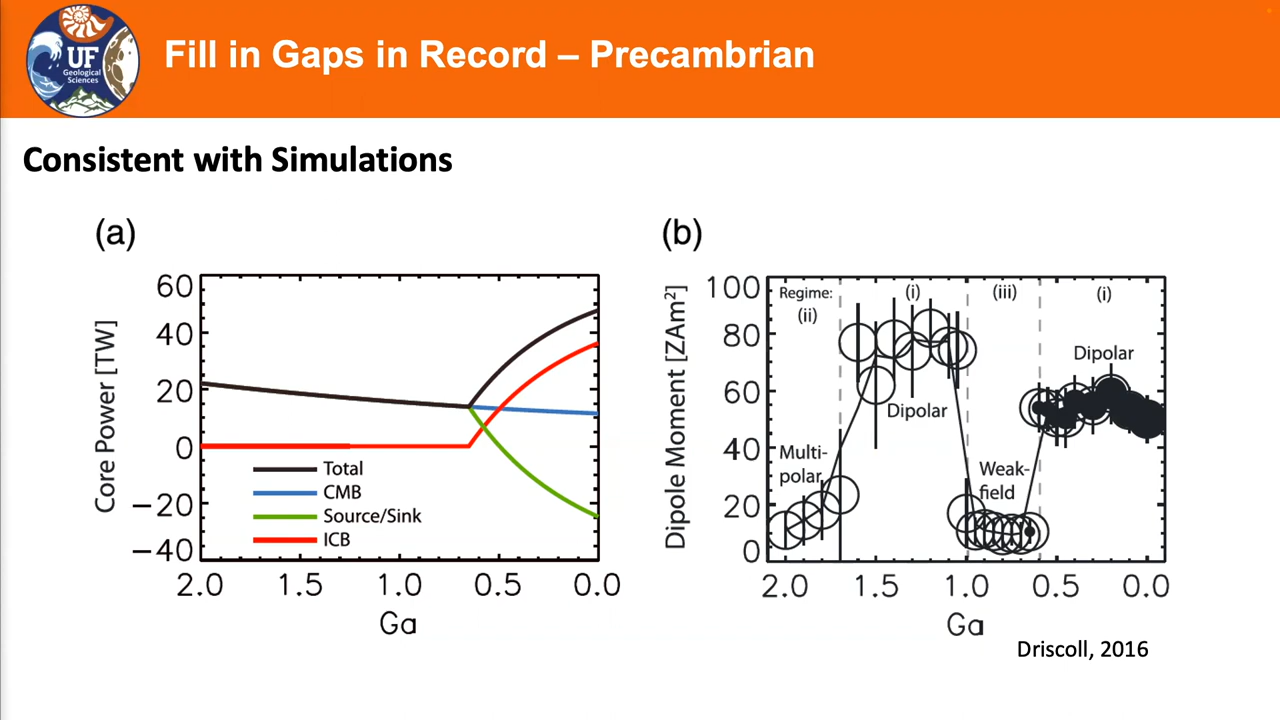 UF
Geological
Sciences
Fill in Gaps in Record – Precambrian
Consistent with Simulations
(a)
Core Power [TW]
60
40
20
0
−20
−40
Total
CMB
Source/Sink
ICB
2.0 1.5 1.0 0.5 0.0
Ga
(b)
Dipole Moment [ZAm²]
100
80
60
40
20
0
Regime:
(ii)
(i)
(iii)
(i)
Dipolar
Dipolar
Multi-
polar
Weak-
field
2.0 1.5 1.0 0.5 0.0
Ga
Driscoll, 2016